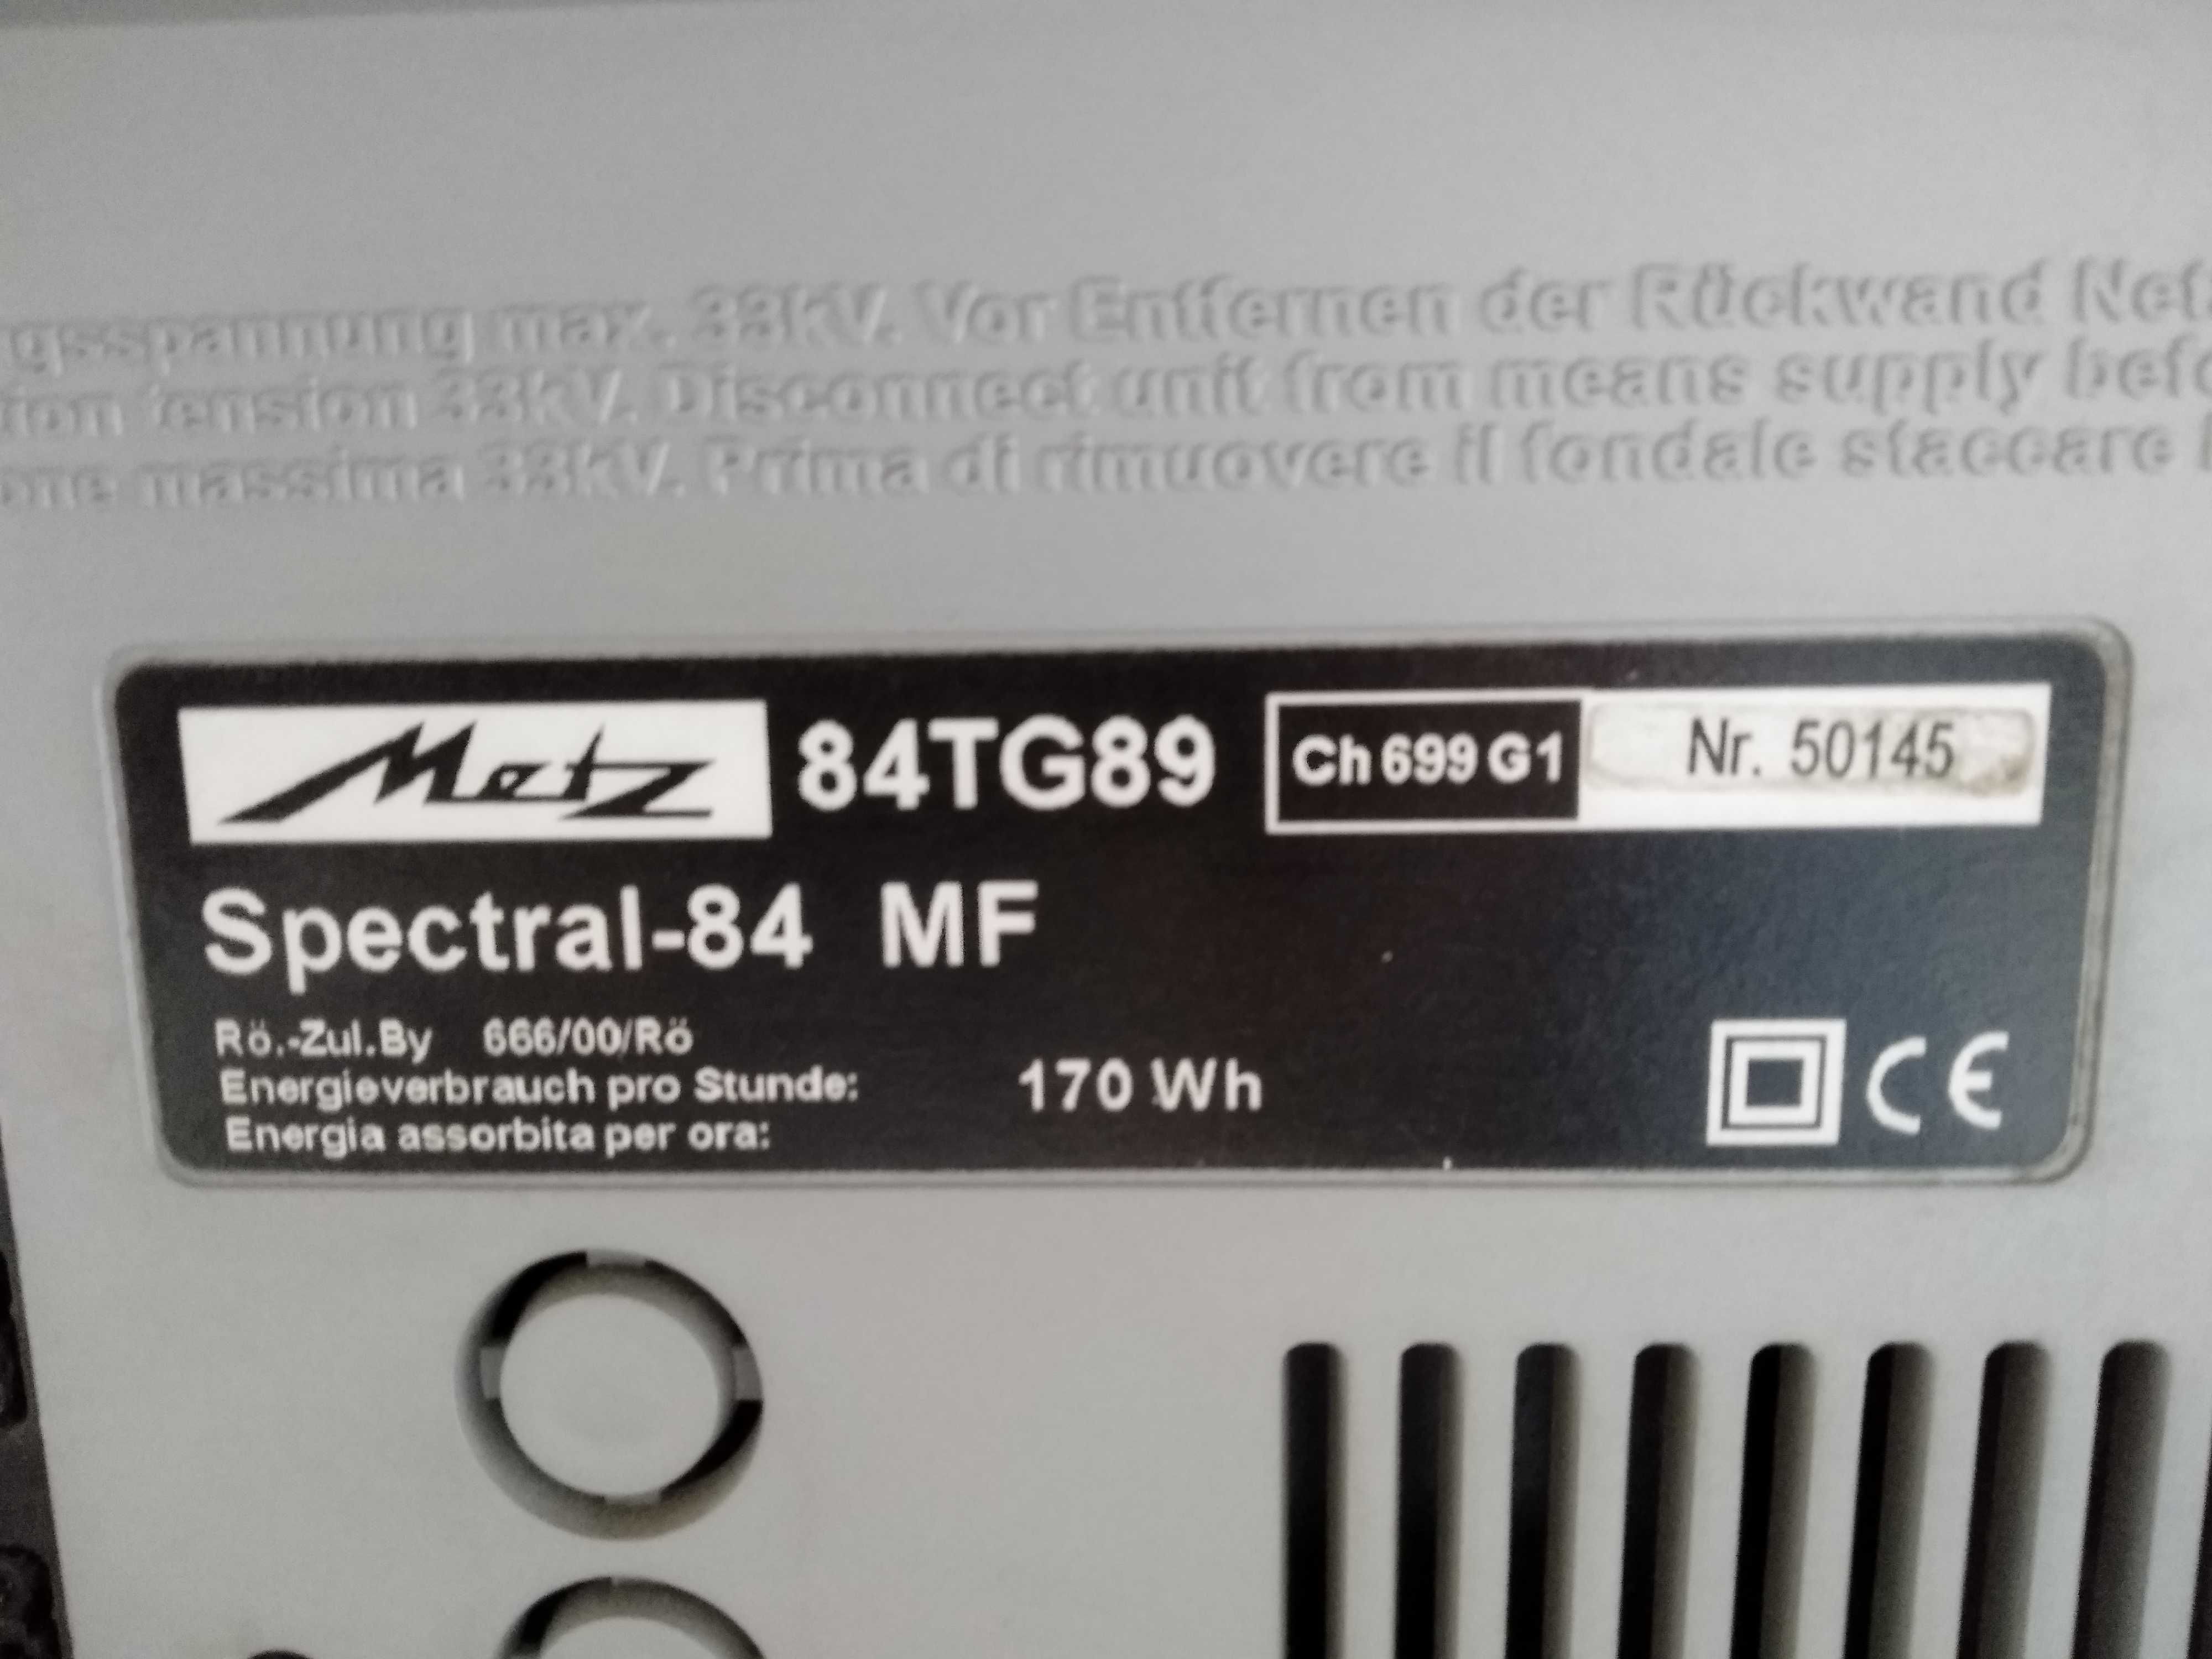 gsspannung max. 33kV. Vor Entfernen der Rückwand Net
tion tension 33kV. Disconnect unit from means supply befo
one massima 33kV. Prima di rimuovere il fondale staccare
Metz 84TG89 Ch 699 G1 Nr. 50145
Spectral-84 MF
Rö.-Zul.By 666/00/Rö
Energieverbrauch pro Stunde: 170 Wh
Energia assorbita per ora:
CE